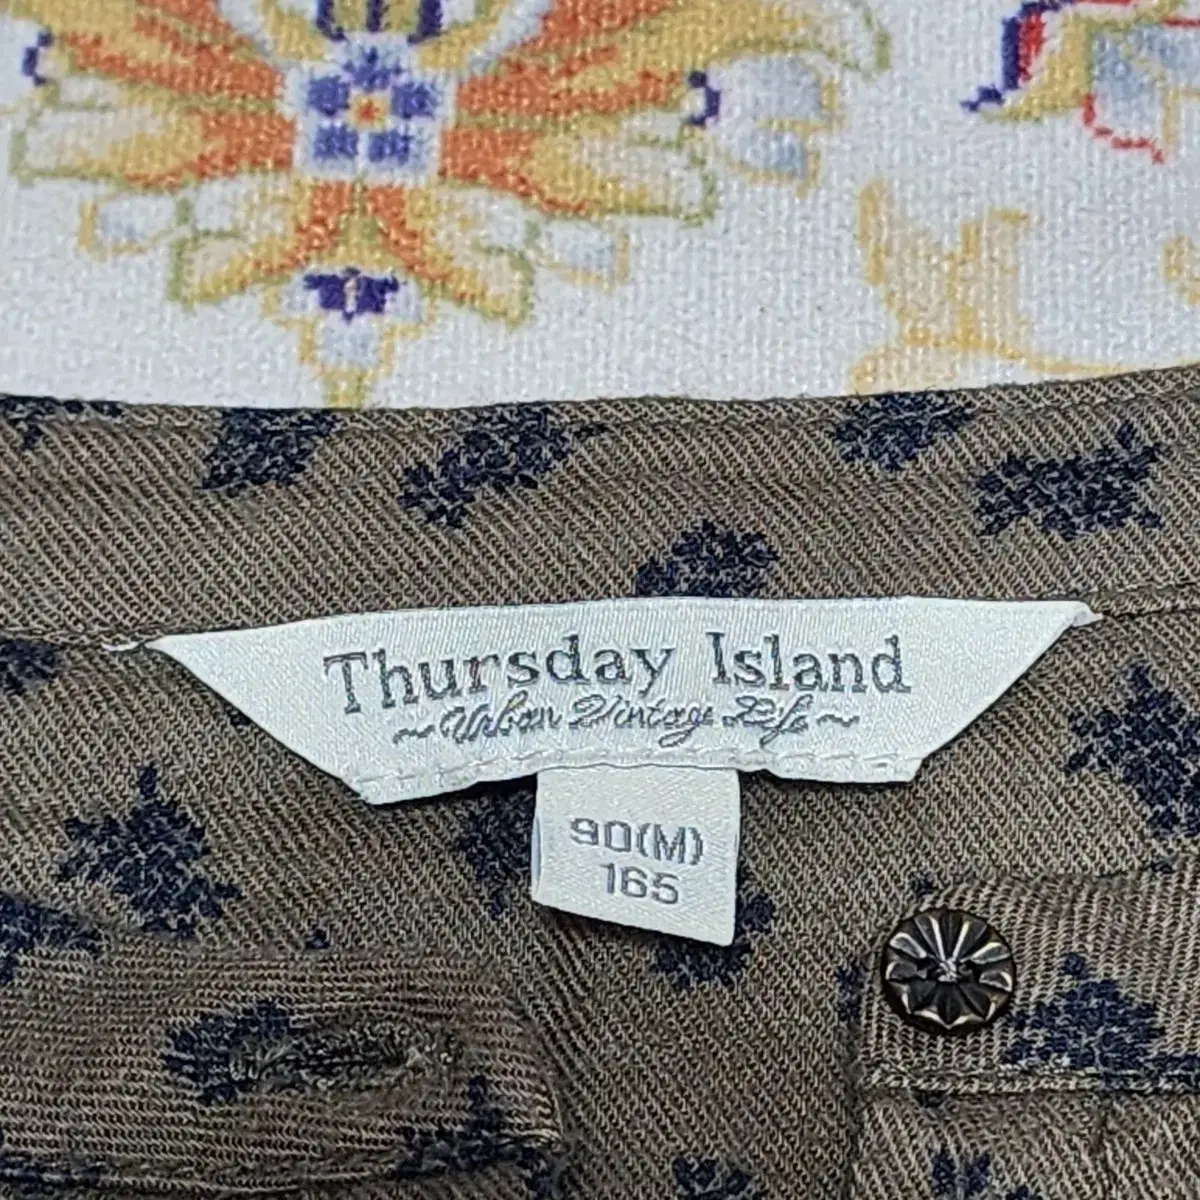 Thursday Island
~Urban Vintage Life~
90(M)
165